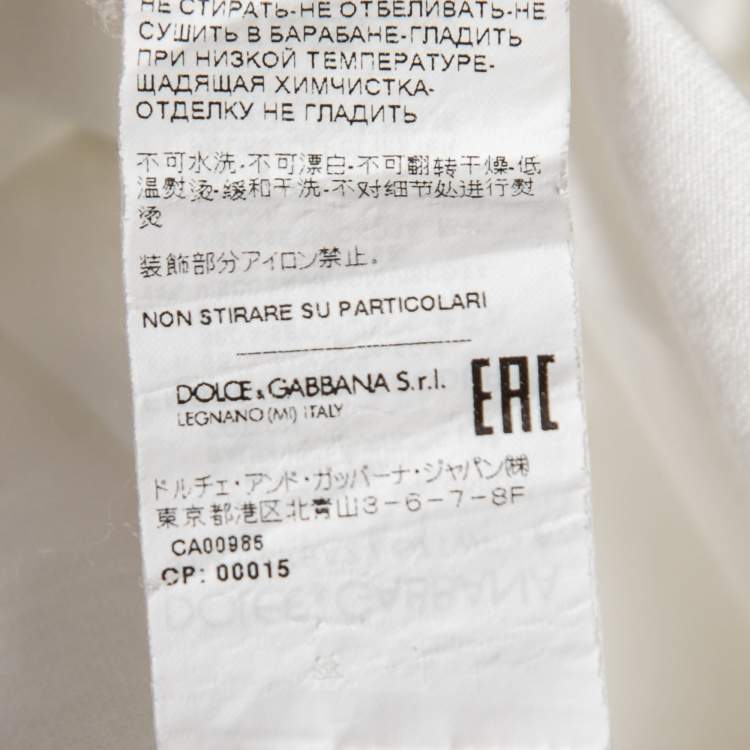 НЕ СТИРАТЬ-НЕ ОТБЕЛИВАТЬ-НЕ
СУШИТЬ В БАРАБАНЕ-ГЛАДИТЬ
ПРИ НИЗКОЙ ТЕМПЕРАТУРЕ-
ЩАДЯЩАЯ ХИМЧИСТКА-
ОТДЕЛКУ НЕ ГЛАДИТЬ
不可水洗-不可漂白-不可翻转干燥-低
温熨烫-缓和干洗-不对细节处进行熨
烫
装飾部分アイロン禁止。
NON STIRARE SU PARTICOLARI
DOLCE & GABBANA S.r.l.
LEGNANO (MI) ITALY
EAC
ドルチェ・アンド・ガッバーナ・ジャパン㈱
東京都港区北青山3-6-7-8F
CA00985
CP: 00015
DOLCE & GABBANA